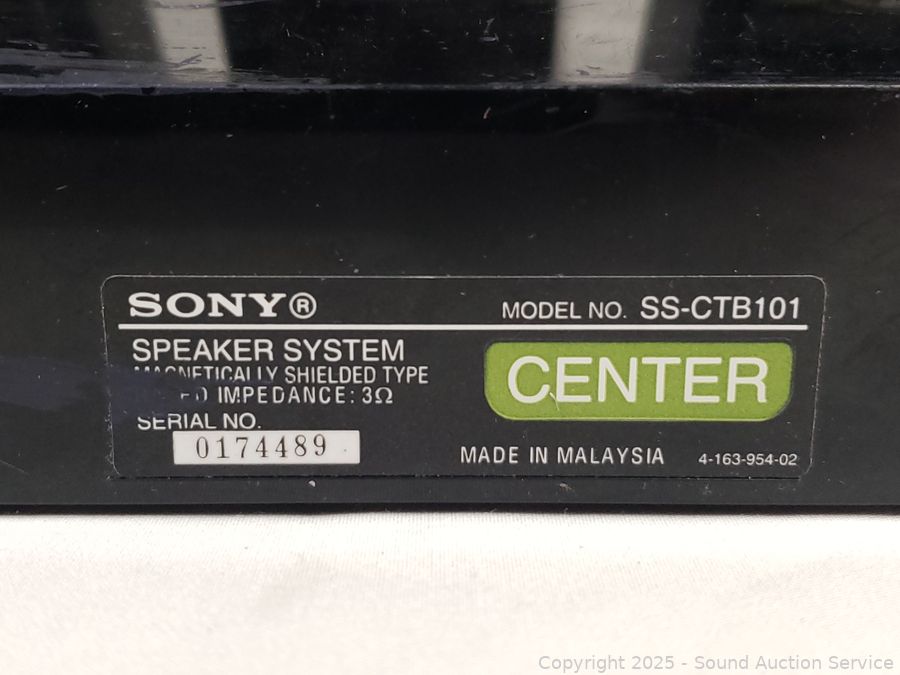 SONY®
MODEL NO. SS-CTB101
SPEAKER SYSTEM
MAGNETICALLY SHIELDED TYPE
IMPEDANCE: 3Ω
CENTER
SERIAL NO.
0174489
MADE IN MALAYSIA
4-163-954-02
Copyright 2025 - Sound Auction Service